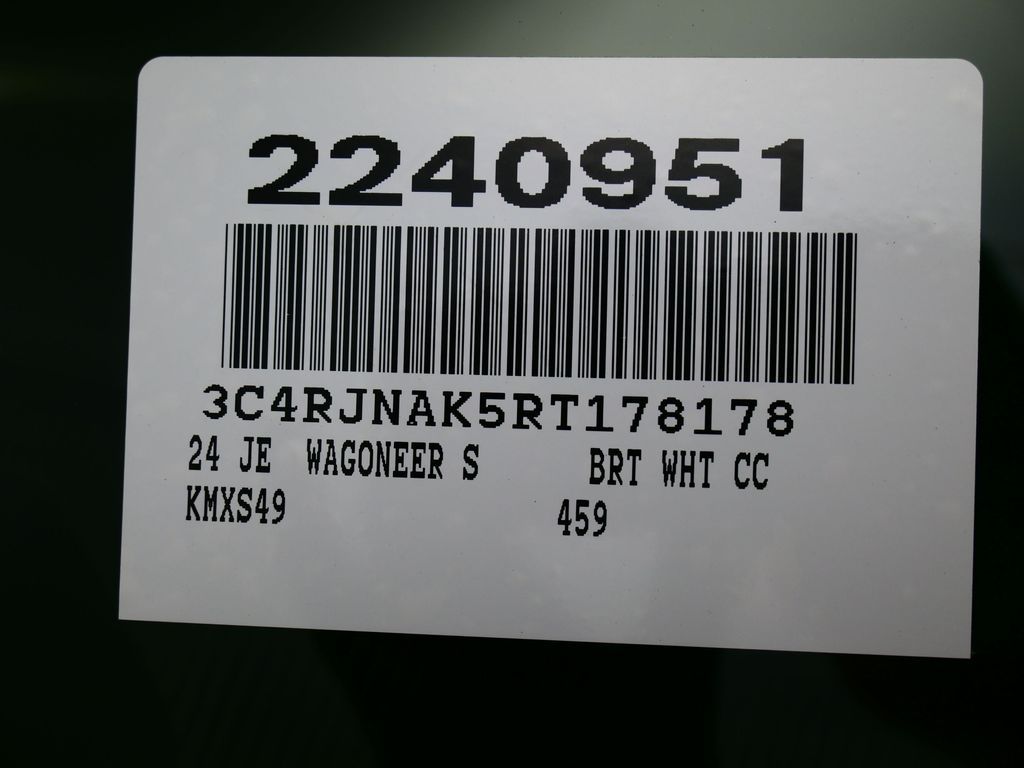 2240951
3C4RJNAK5RT178178
24 JE WAGONEER S BRT WHT CC
KMXS49 459